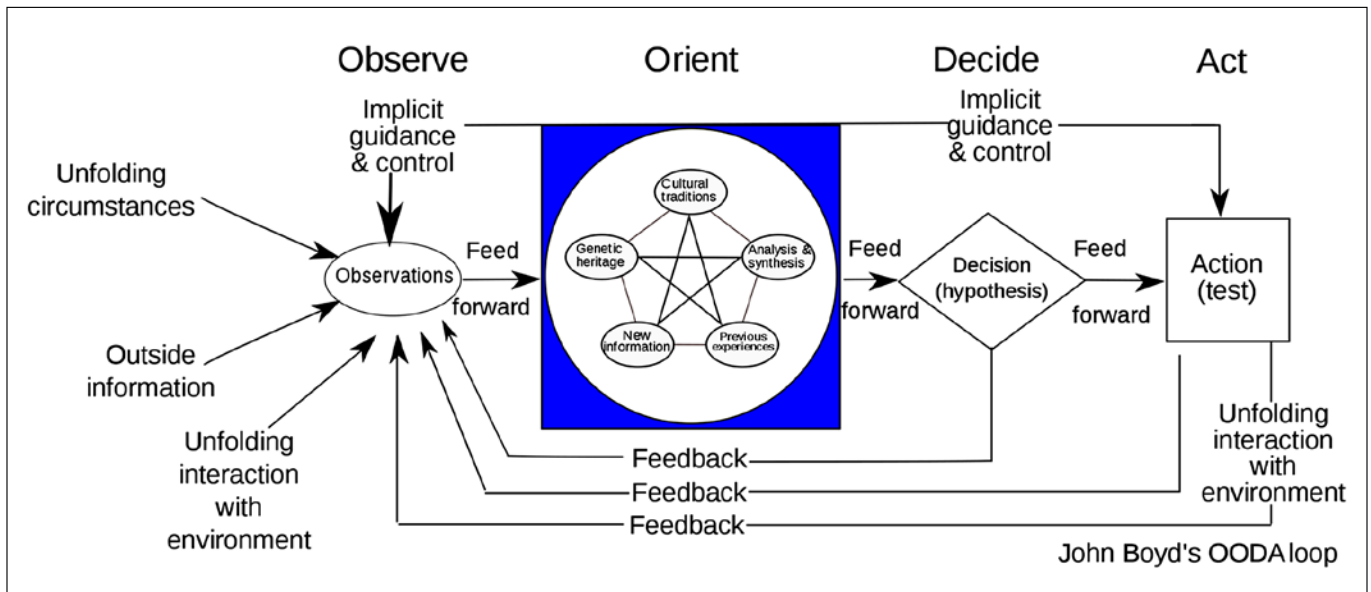 Observe
Orient
Decide
Act
Implicit
guidance
& control
Implicit
guidance
& control
Unfolding
circumstances
Observations
Feed
forward
Cultural
traditions
Genetic
heritage
Analysis &
synthesis
New
information
Previous
experiences
Feed
forward
Decision
(hypothesis)
Feed
forward
Action
(test)
Outside
information
Unfolding
interaction
with
environment
Feedback
Feedback
Feedback
Unfolding
interaction
with
environment
John Boyd's OODA loop